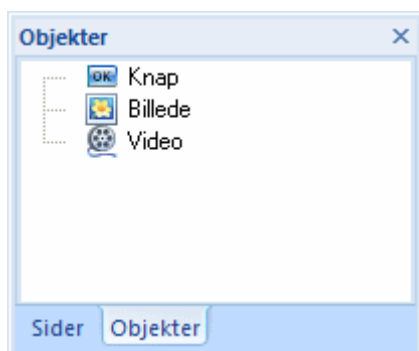 Objekter
OK Knap
Billede
Video
Sider Objekter